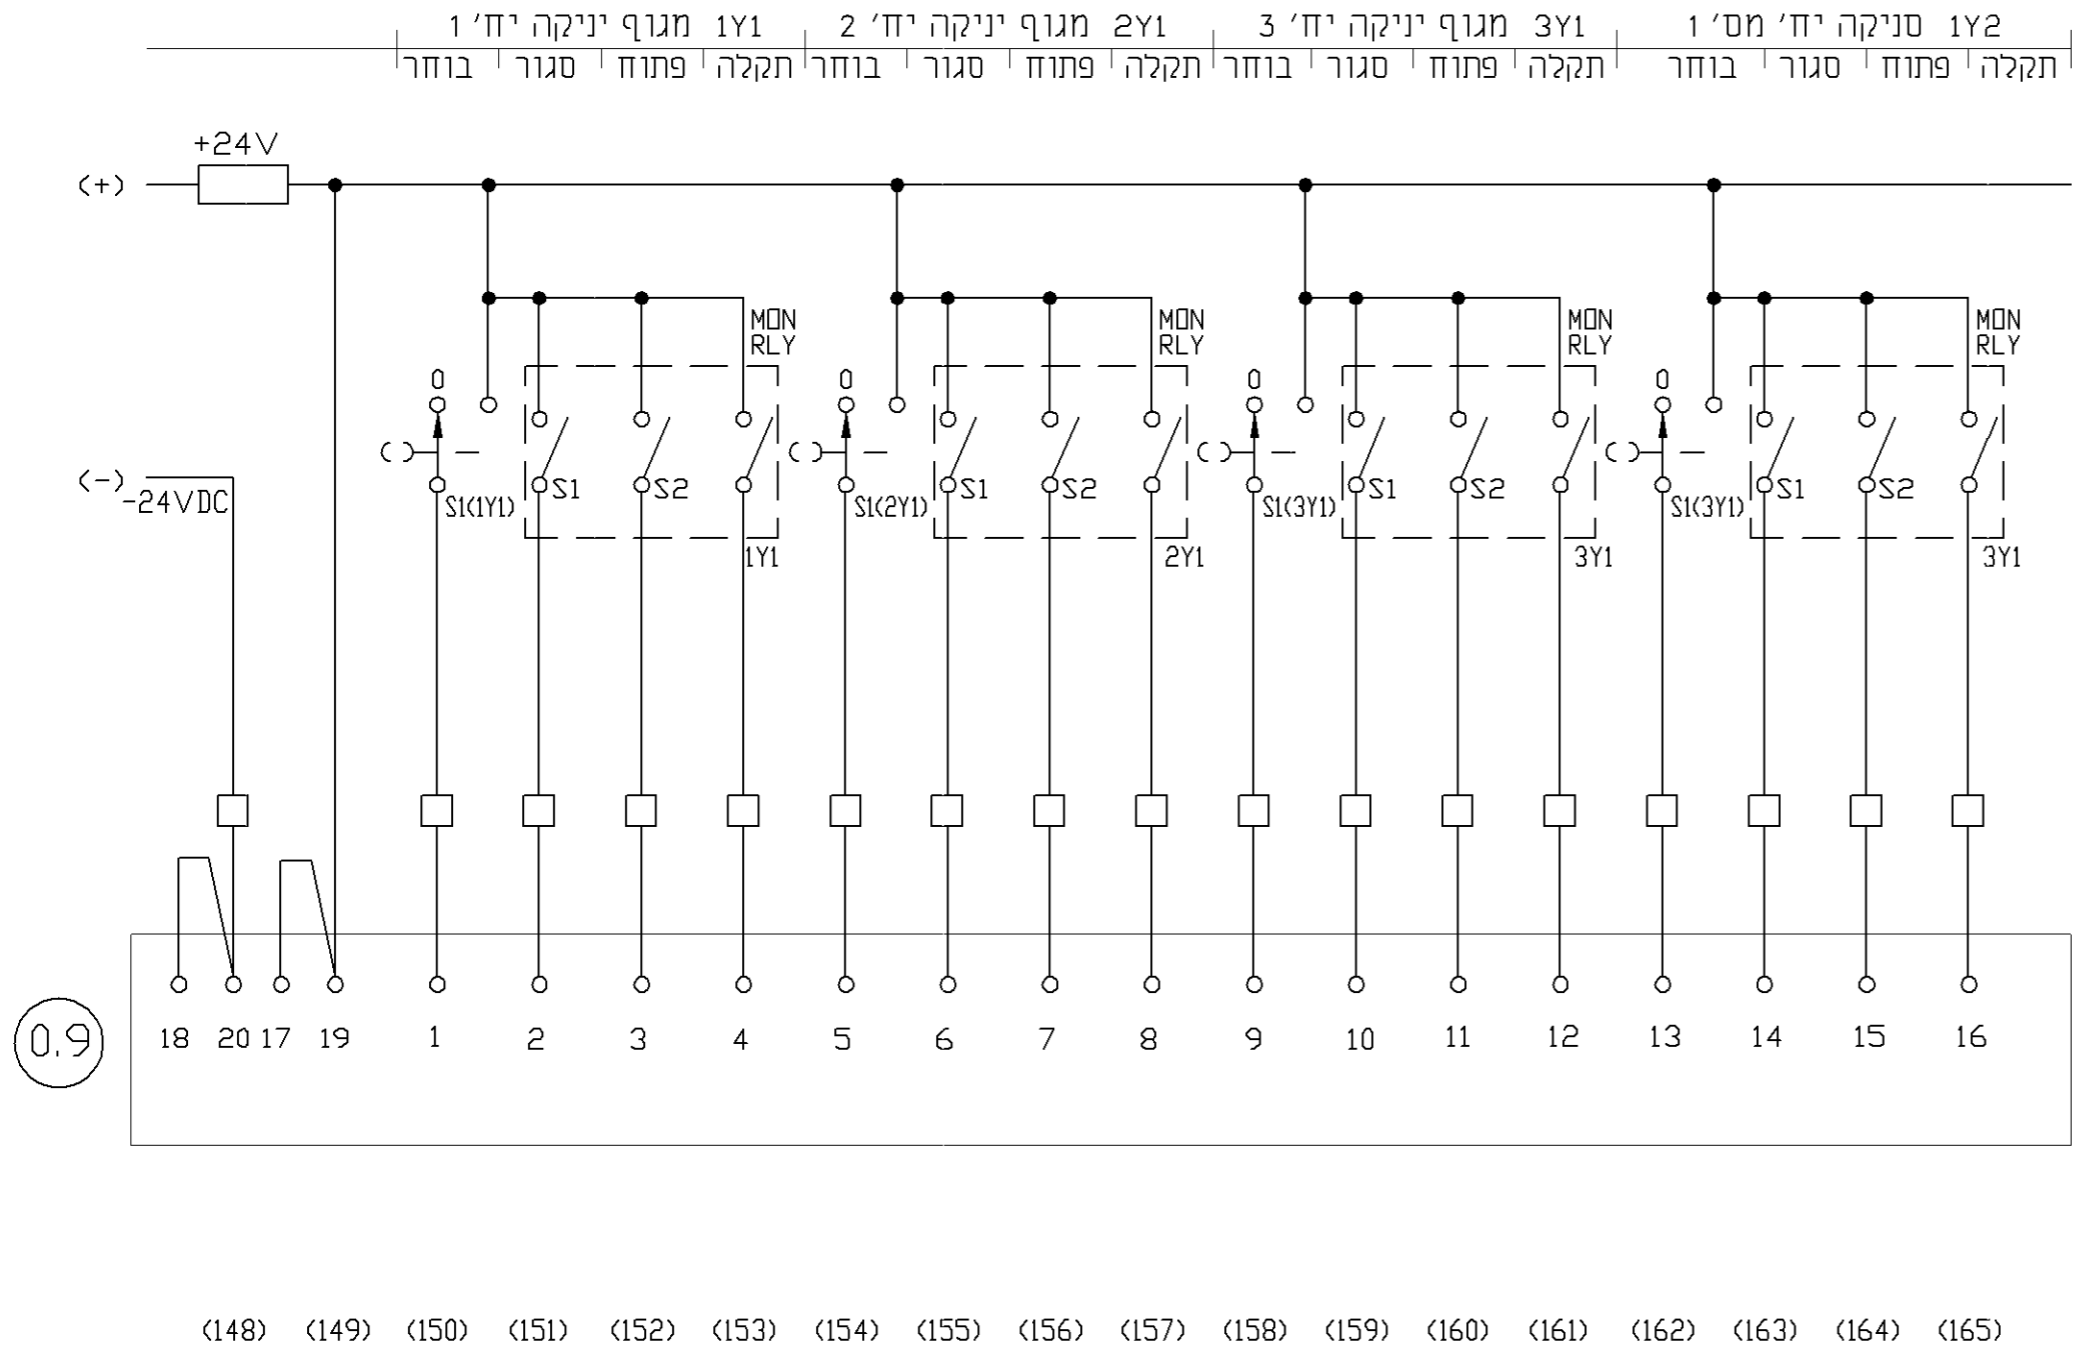 1Y1 מגוף יניקה יח' 1 2Y1 מגוף יניקה יח' 2 3Y1 מגוף יניקה יח' 3 1Y2 סניקה יח' מס' 1
בוחר סגור פתוח תקלה בוחר סגור פתוח תקלה בוחר סגור פתוח תקלה בוחר סגור פתוח תקלה
+24V
(+)
MON MON MON MON
RLY RLY RLY RLY
0 0 0 0
(-)
-24VDC
S1 S2 S1 S2 S1 S2 S1 S2
S1(1Y1) S1(2Y1) S1(3Y1) S1(3Y1)
1Y1 2Y1 3Y1 3Y1
0.9
18 20 17 19 1 2 3 4 5 6 7 8 9 10 11 12 13 14 15 16
(148) (149) (150) (151) (152) (153) (154) (155) (156) (157) (158) (159) (160) (161) (162) (163) (164) (165)